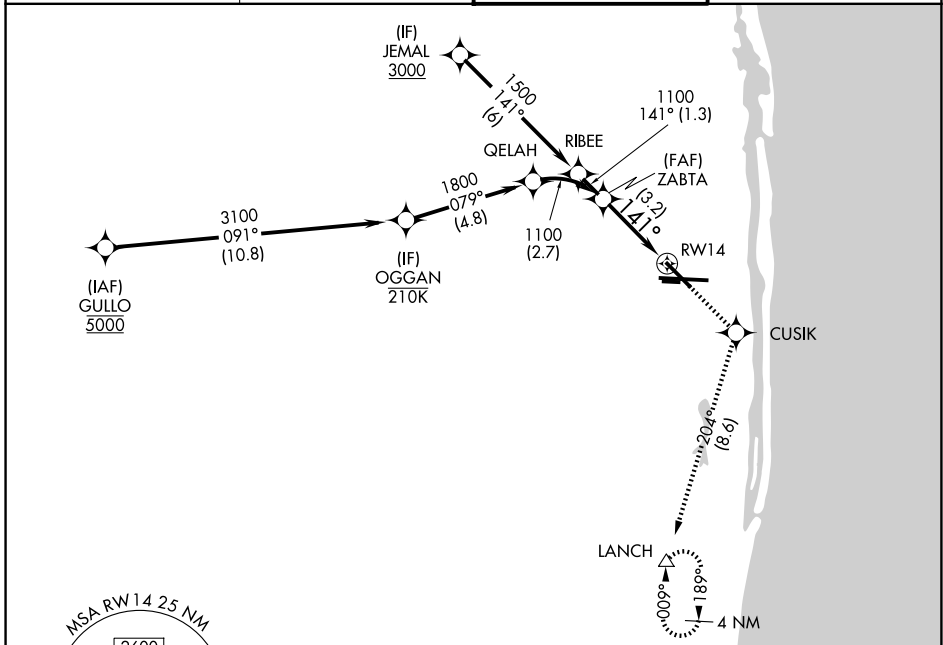 (IF)
JEMAL
3000
1500
141°
(6)
1100
141° (1.3)
RIBEE
QELAH
(FAF)
ZABTA
(3.2)
141°
1800
079°
(4.8)
3100
091°
(10.8)
1100
(2.7)
RW14
(IF)
OGGAN
210K
(IAF)
GULLO
5000
CUSIK
204°
(8.6)
LANCH
009°
189°
4 NM
MSA RW14 25 NM